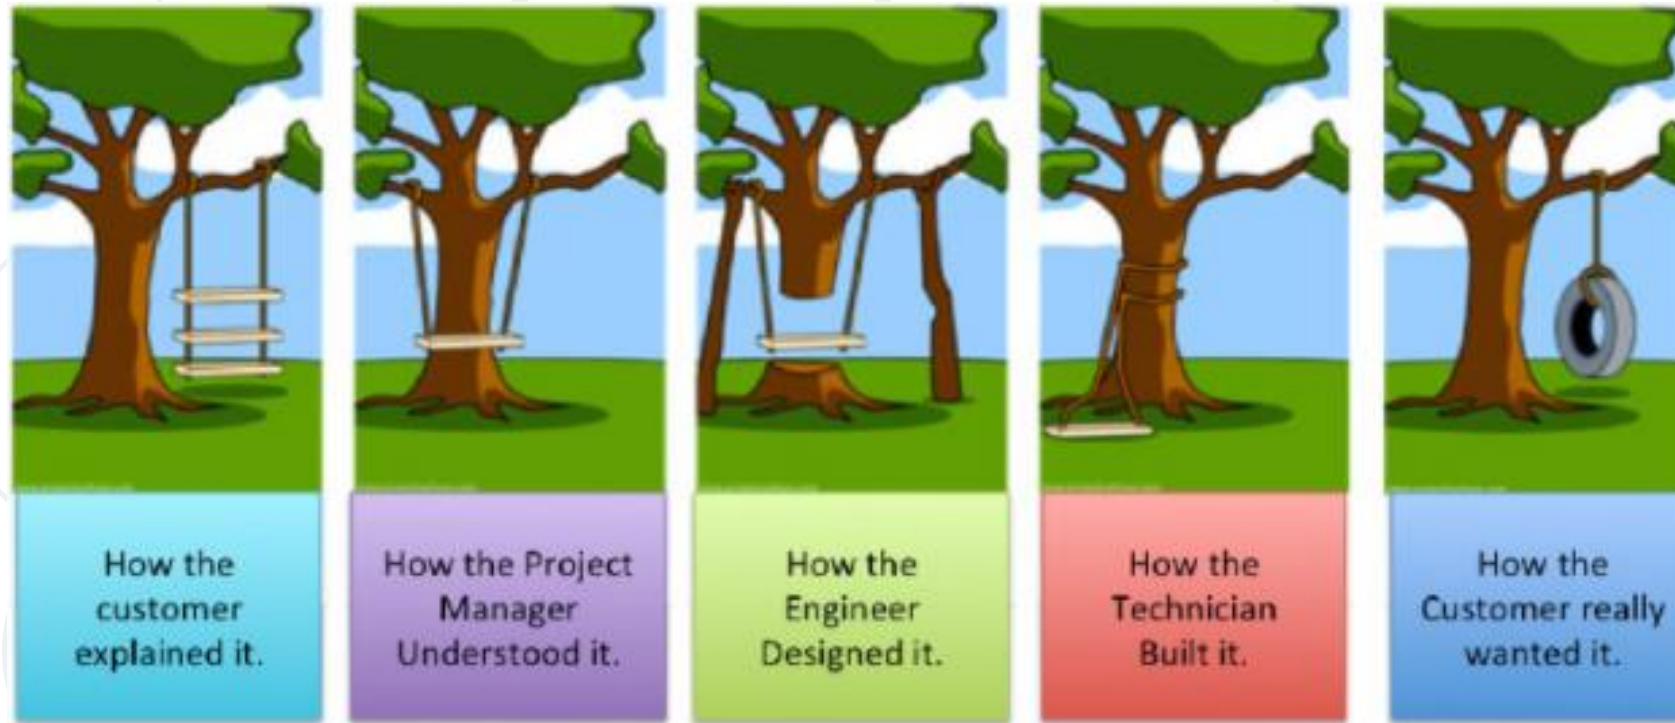 How the
customer
explained it.
How the Project
Manager
Understood it.
How the
Engineer
Designed it.
How the
Technician
Built it.
How the
Customer really
wanted it.